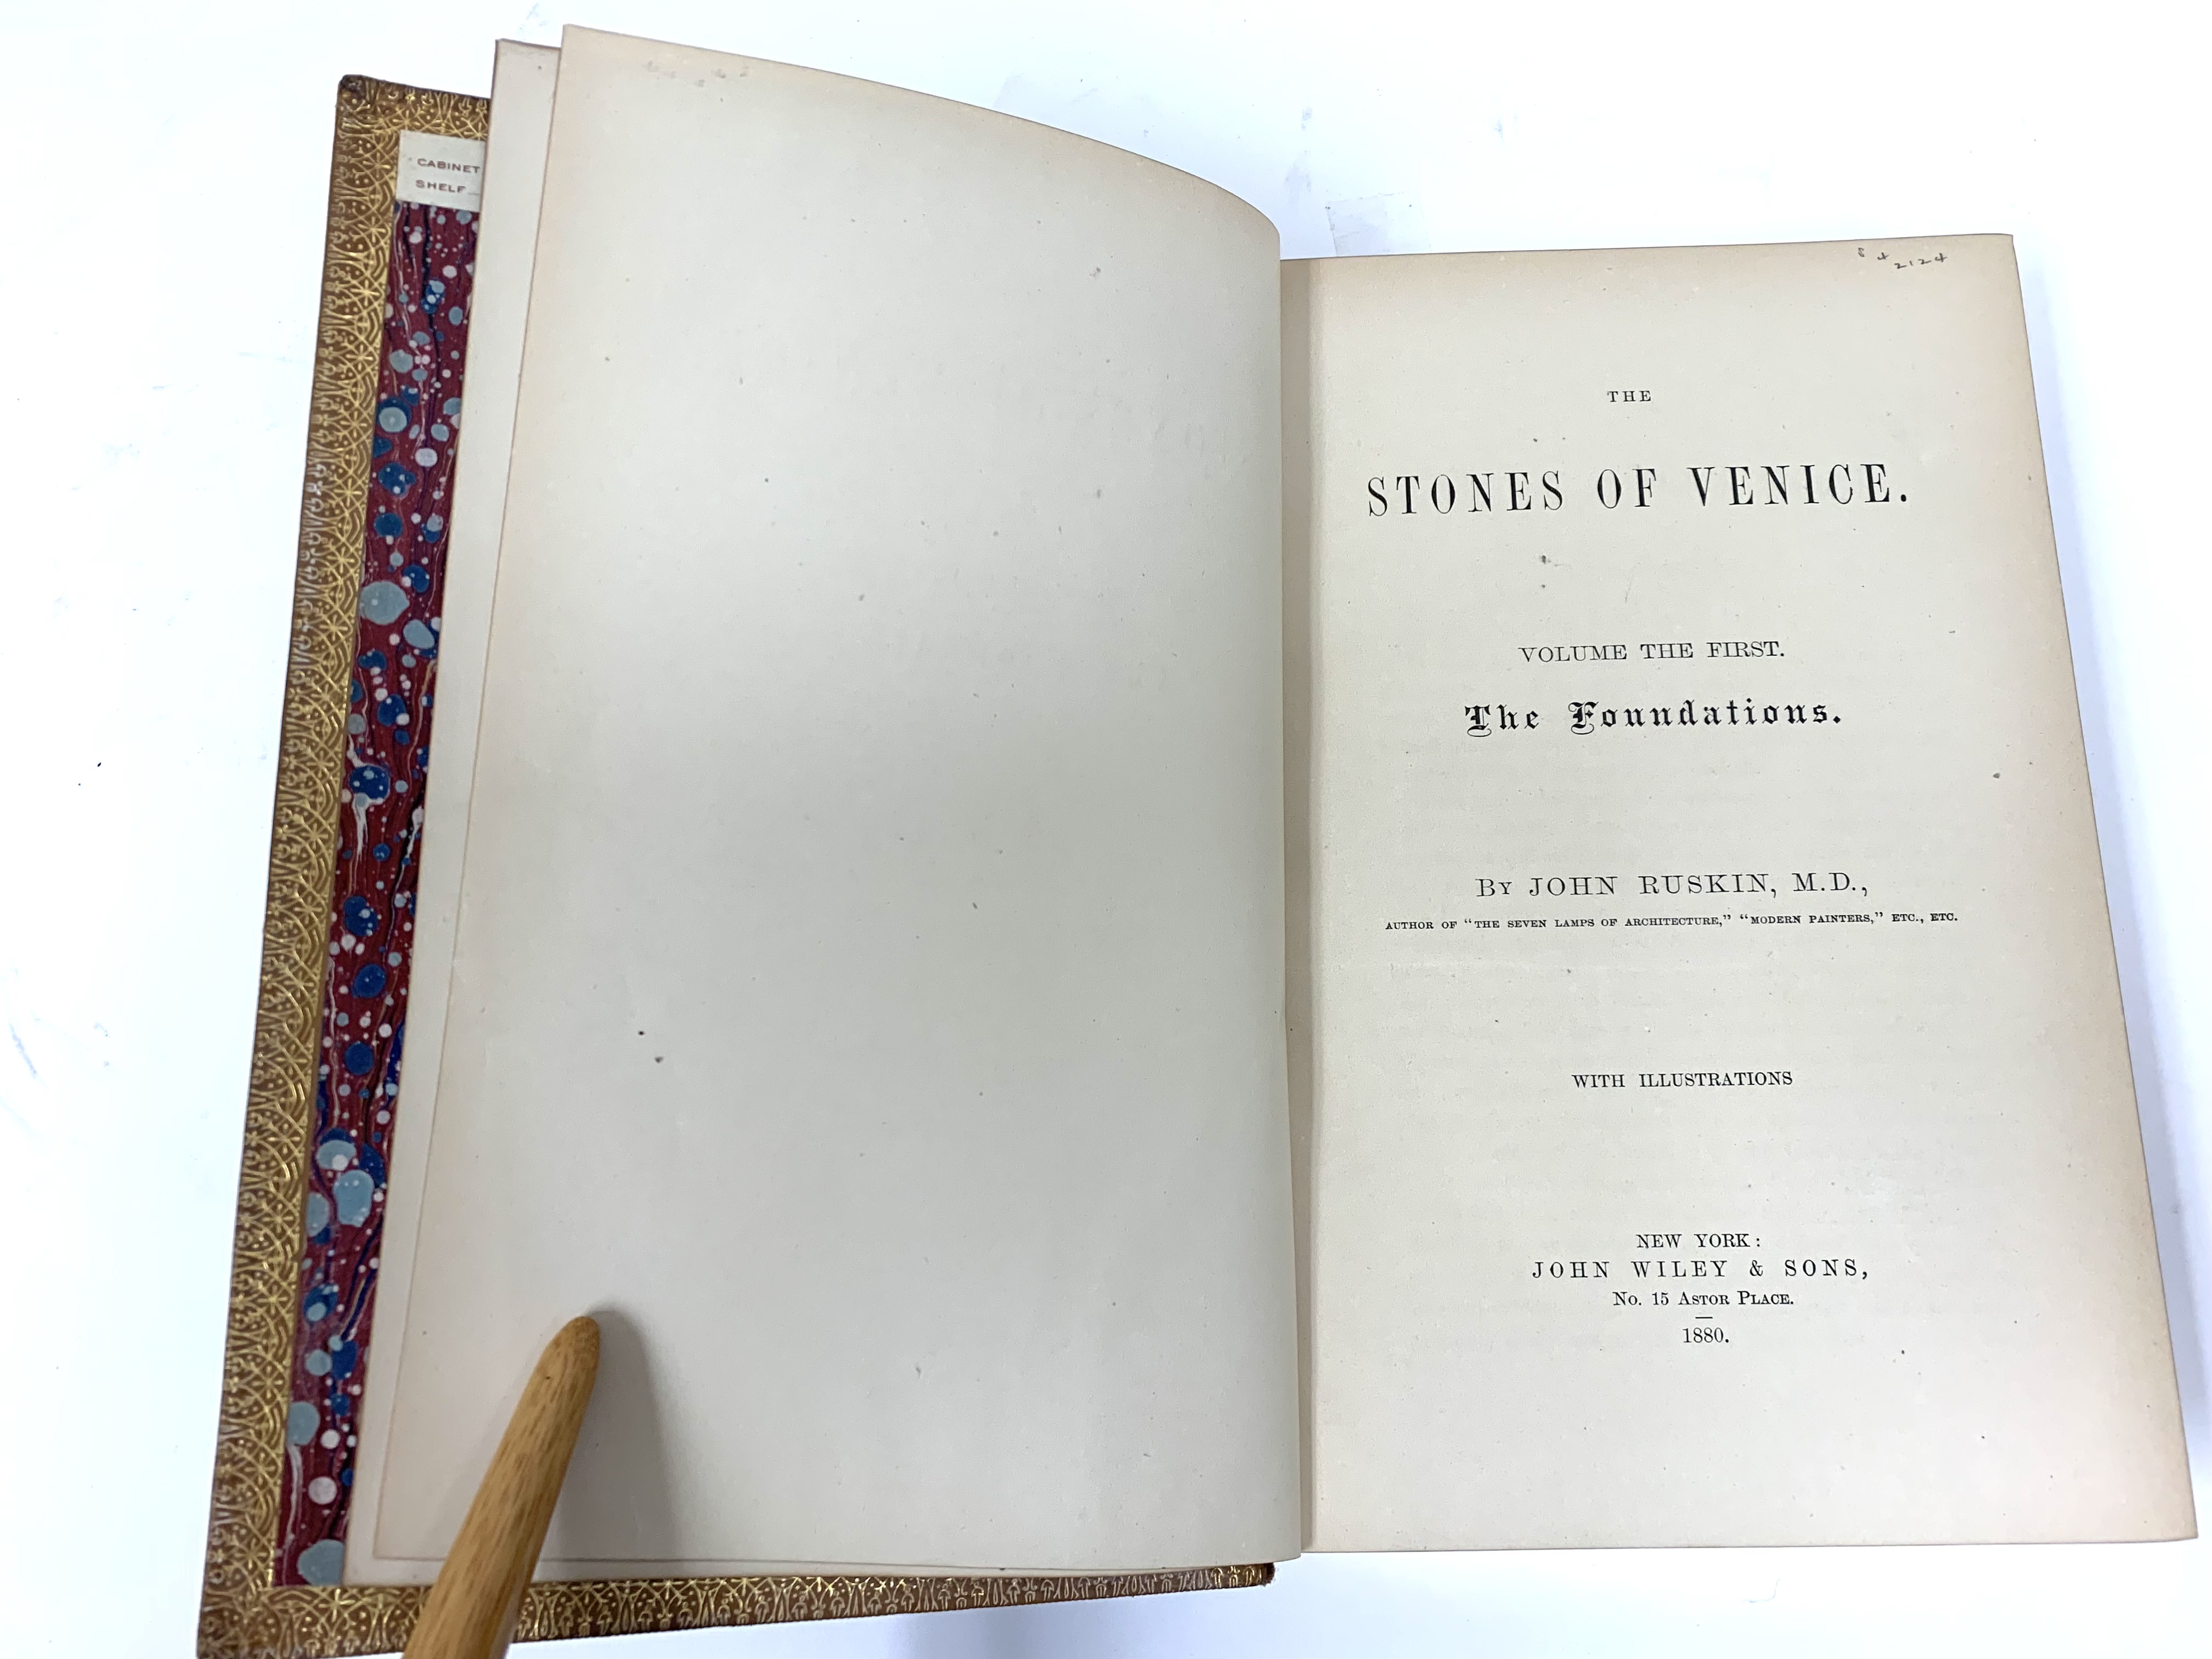 CABINET
SHELF
THE
STONES OF VENICE.
VOLUME THE FIRST.
The Foundations.
BY JOHN RUSKIN, M.D.,
AUTHOR OF "THE SEVEN LAMPS OF ARCHITECTURE," "MODERN PAINTERS," ETC., ETC.
WITH ILLUSTRATIONS
NEW YORK:
JOHN WILEY & SONS,
No. 15 ASTOR PLACE.
1880.